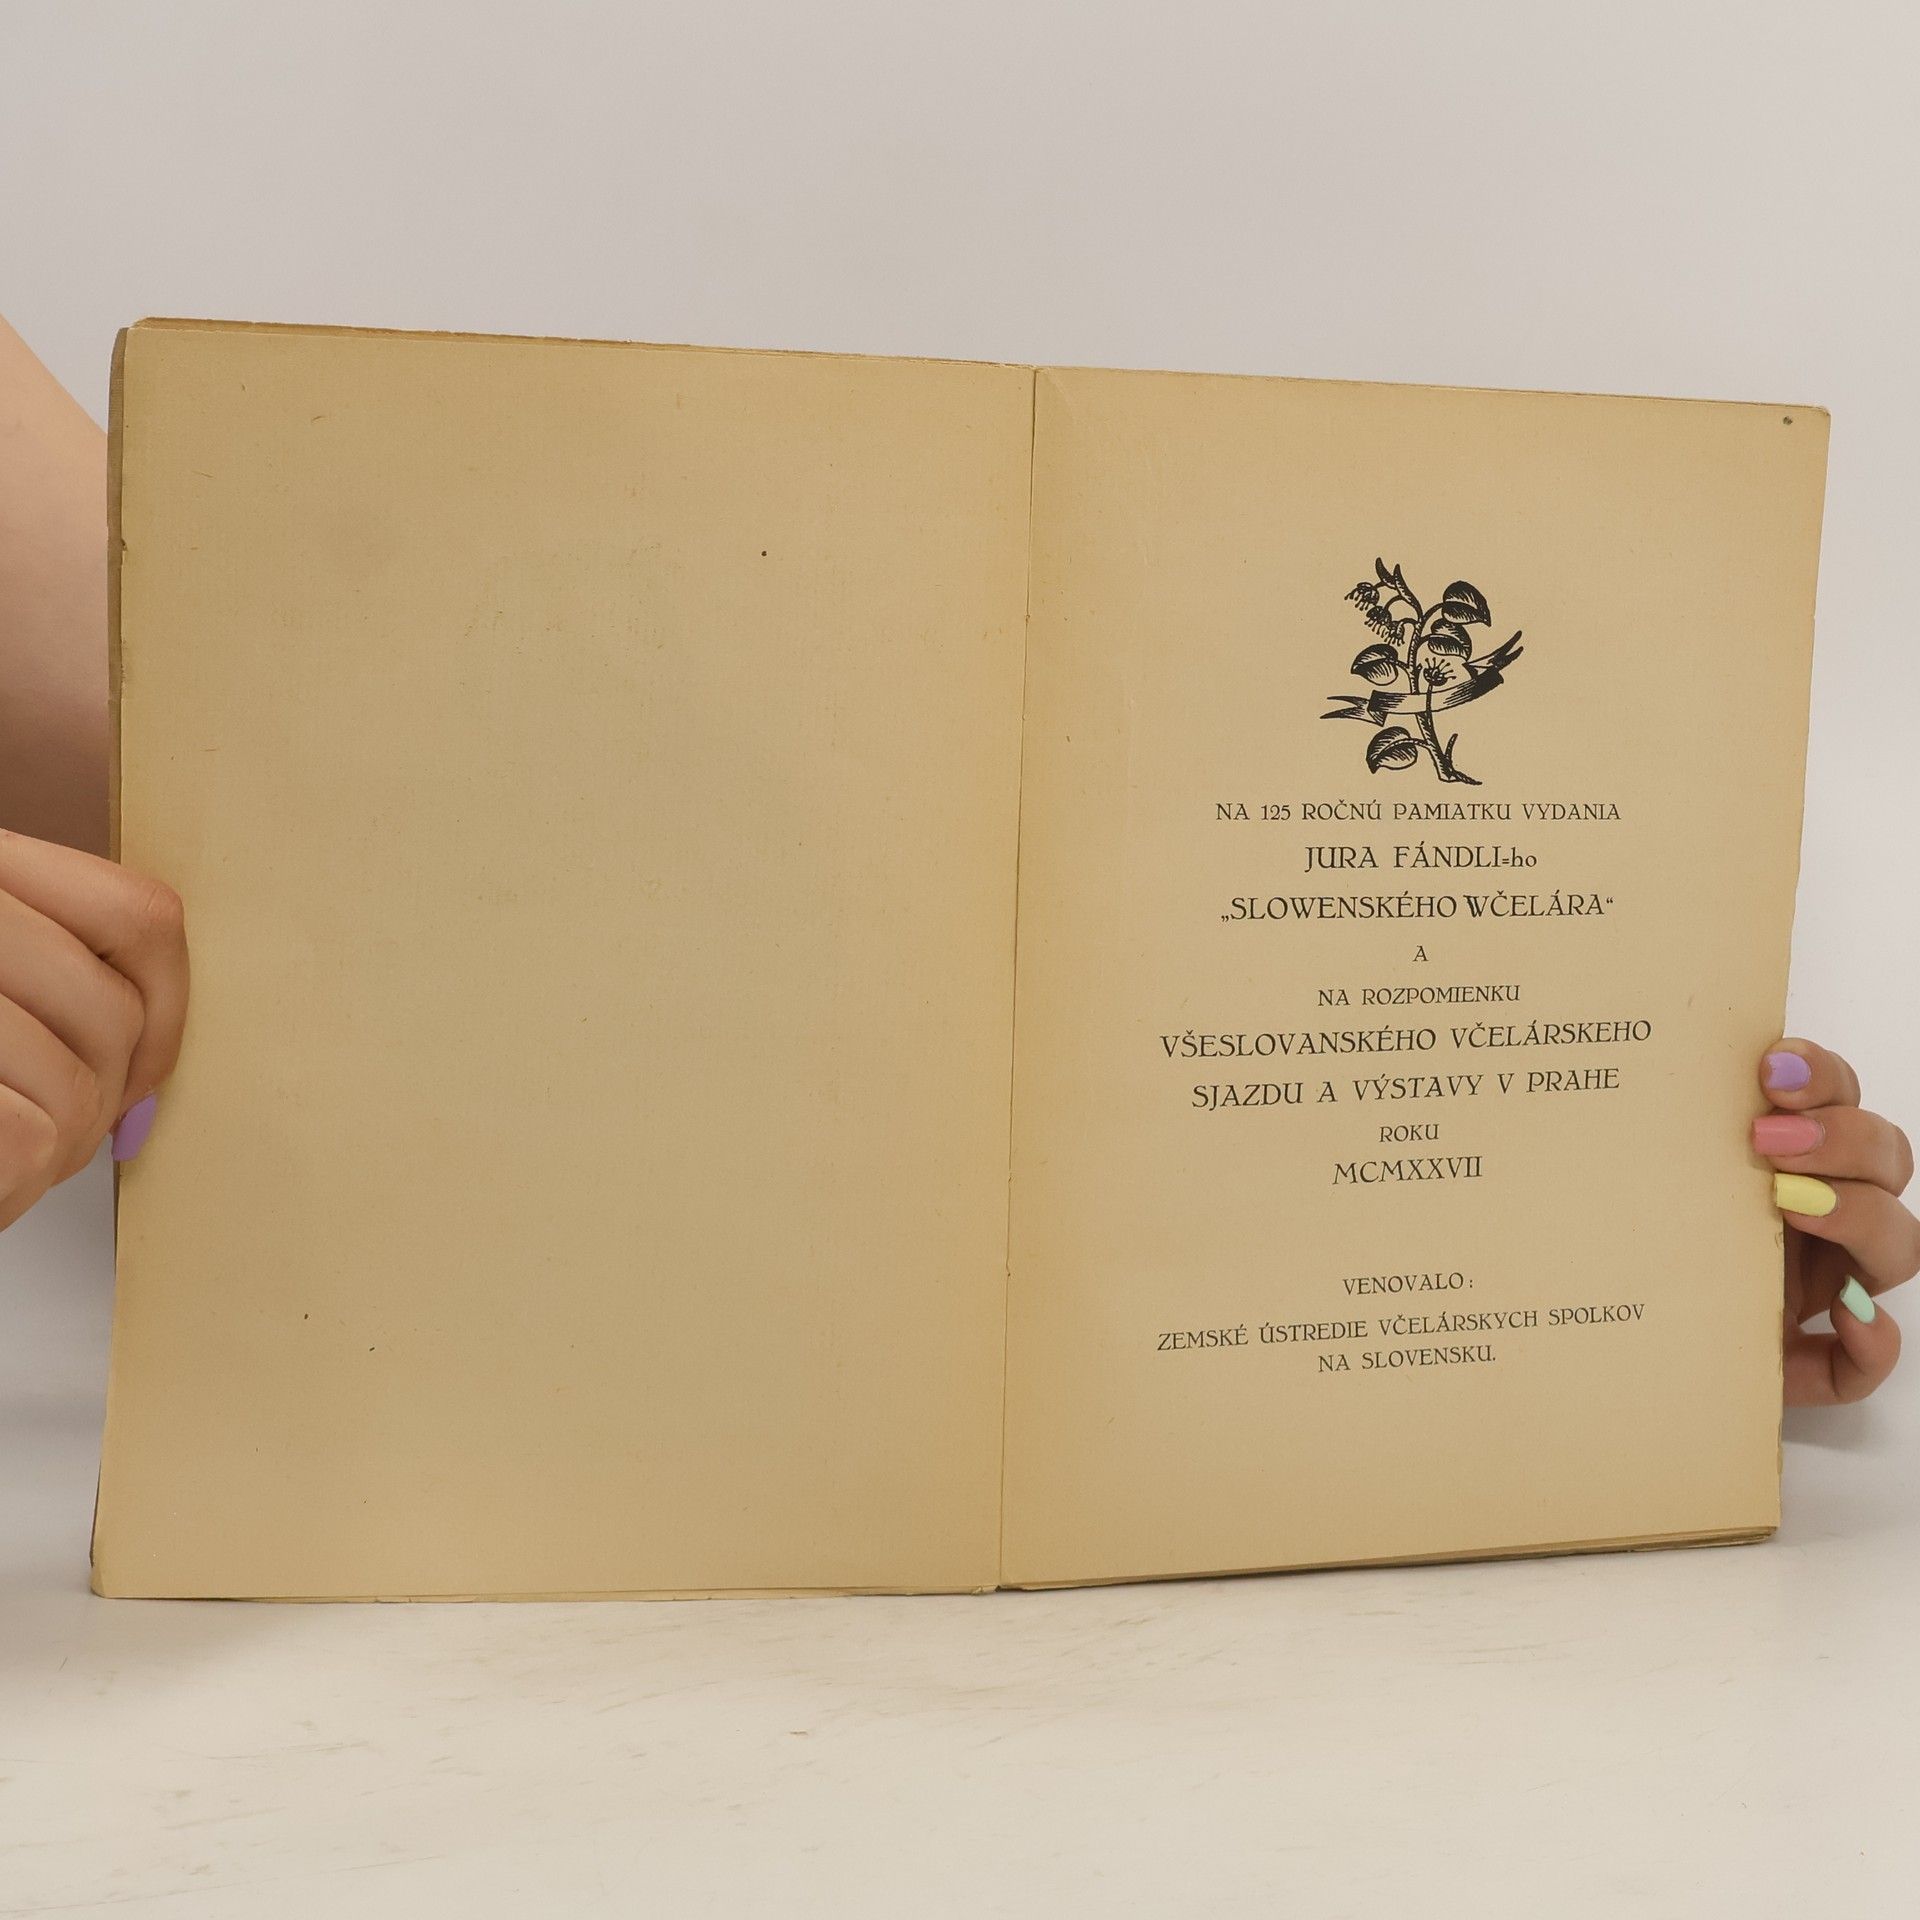 NA 125 ROČNÚ PAMIATKU VYDANIA
JURA FÁNDLI=ho
„SLOWENSKÉHO WČELÁRA“
A
NA ROZPOMIENKU
VŠESLOVANSKÉHO VČELÁRSKEHO
SJAZDU A VÝSTAVY V PRAHE
ROKU
MCMXXVII
VENOVALO:
ZEMSKÉ ÚSTREDIE VČELÁRSKYCH SPOLKOV
NA SLOVENSKU.